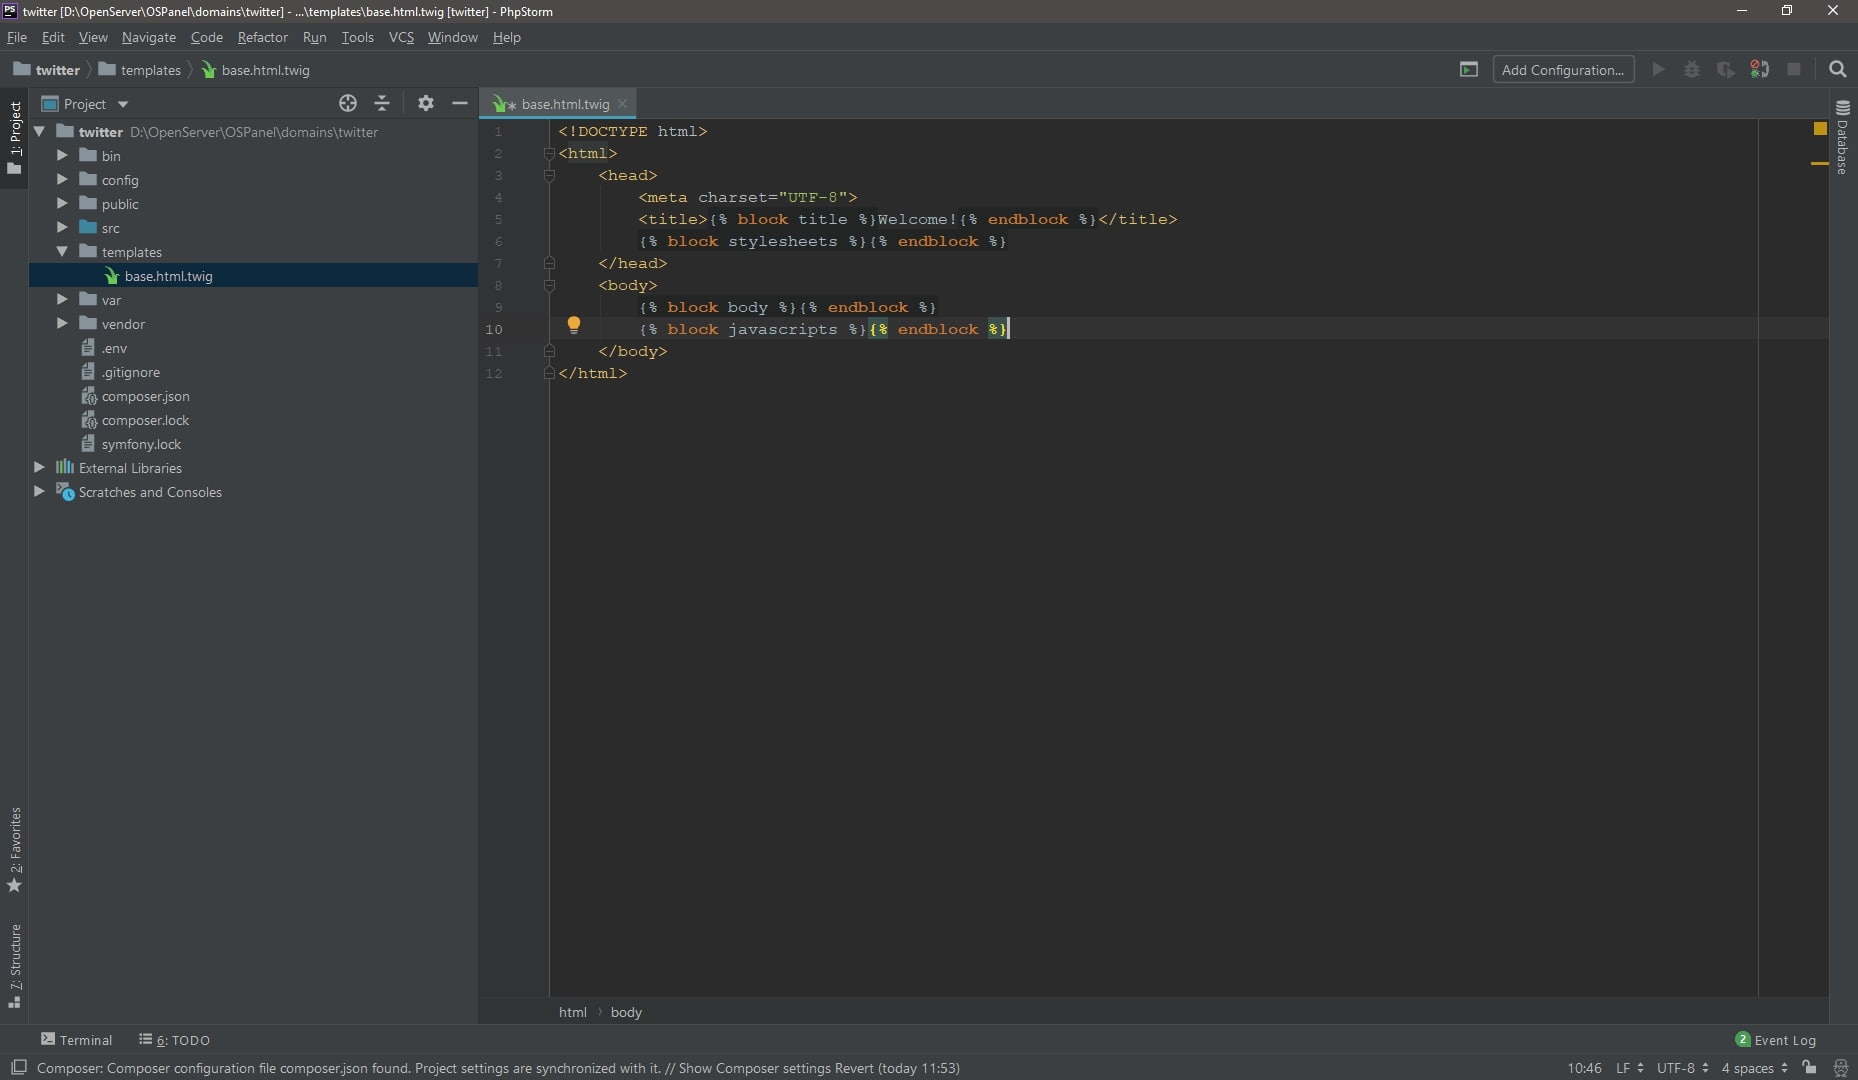 twitter [D:\OpenServer\OSPanel\domains\twitter] - ...\templates\base.html.twig [twitter] - PhpStorm
File Edit View Navigate Code Refactor Run Tools VCS Window Help
twitter templates base.html.twig
Add Configuration...
1: Project
Project
base.html.twig
Database
twitter D:\OpenServer\OSPanel\domains\twitter
bin
config
public
src
templates
base.html.twig
var
vendor
.env
.gitignore
composer.json
composer.lock
symfony.lock
External Libraries
Scratches and Consoles
1 <!DOCTYPE html>
2 <html>
3 <head>
4 <meta charset="UTF-8">
5 <title>{% block title %}Welcome!{% endblock %}</title>
6 {% block stylesheets %}{% endblock %}
7 </head>
8 <body>
9 {% block body %}{% endblock %}
10 {% block javascripts %}{% endblock %}
11 </body>
12 </html>
2: Favorites
7: Structure
html body
Terminal 6: TODO
2 Event Log
Composer: Composer configuration file composer.json found. Project settings are synchronized with it. // Show Composer settings Revert (today 11:53)
10:46 LF UTF-8 4 spaces